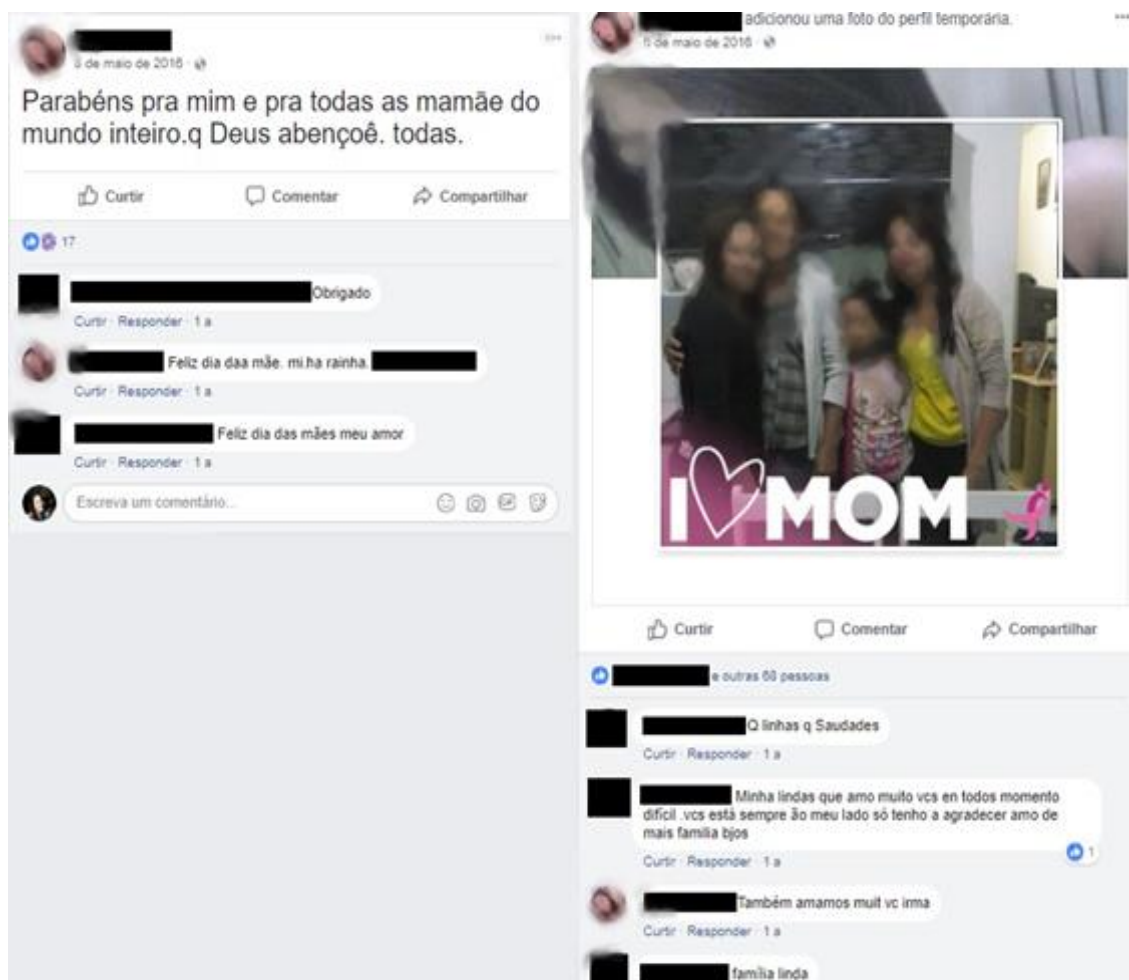 8 de maio de 2016
Parabéns pra mim e pra todas as mamãe do
mundo inteiro.q Deus abençoê. todas.
Curtir Comentar Compartilhar
17
Obrigado
Curtir · Responder · 1 a
Feliz dia daa mãe. mi.ha rainha.
Curtir · Responder · 1 a
Feliz dia das mães meu amor
Curtir · Responder · 1 a
Escreva um comentário...
adicionou uma foto do perfil temporária.
de maio de 2016
I MOM
Curtir Comentar Compartilhar
e outras 68 pessoas
Q linhas q Saudades
Curtir · Responder · 1 a
Minha lindas que amo muito vcs en todos momento
difícil .vcs está sempre ão meu lado só tenho a agradecer amo de
mais familia bjos
1
Curtir · Responder · 1 a
Também amamos muit vc irma
Curtir · Responder · 1 a
família linda